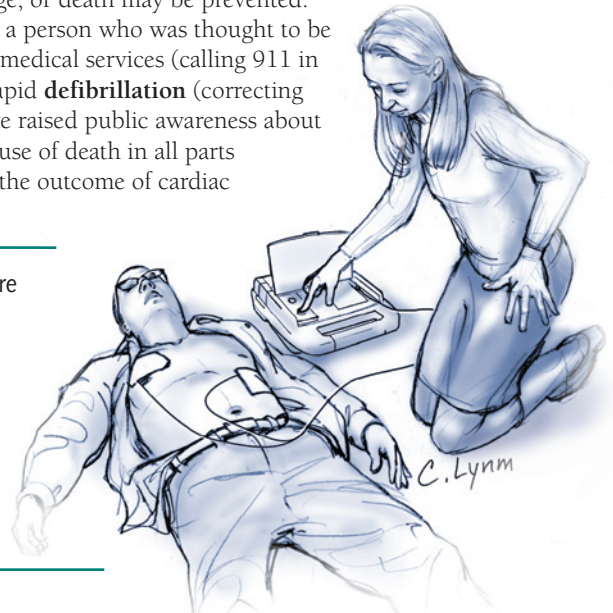 ge, or death may be prevented.
a person who was thought to be
medical services (calling 911 in
apid defibrillation (correcting
e raised public awareness about
use of death in all parts
the outcome of cardiac
re
C. Lynm